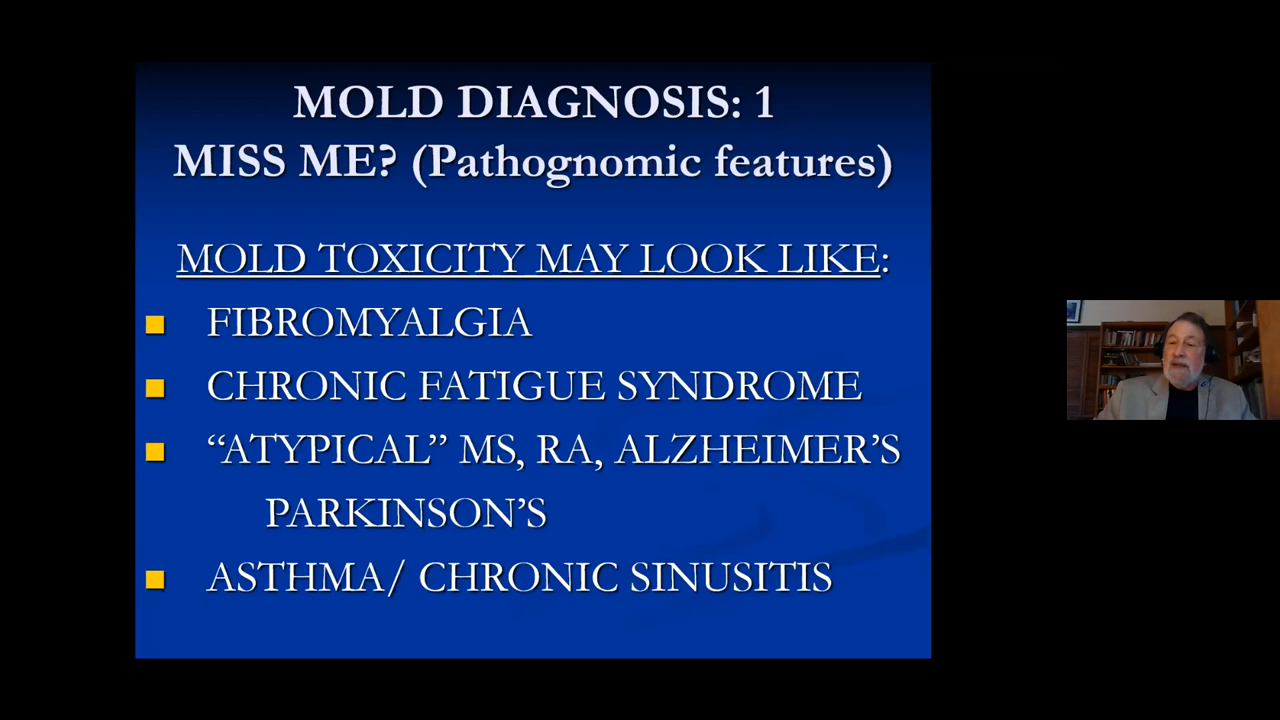 MOLD DIAGNOSIS: 1
MISS ME? (Pathognomic features)
MOLD TOXICITY MAY LOOK LIKE:
FIBROMYALGIA
CHRONIC FATIGUE SYNDROME
“ATYPICAL” MS, RA, ALZHEIMER’S
PARKINSON’S
ASTHMA/ CHRONIC SINUSITIS